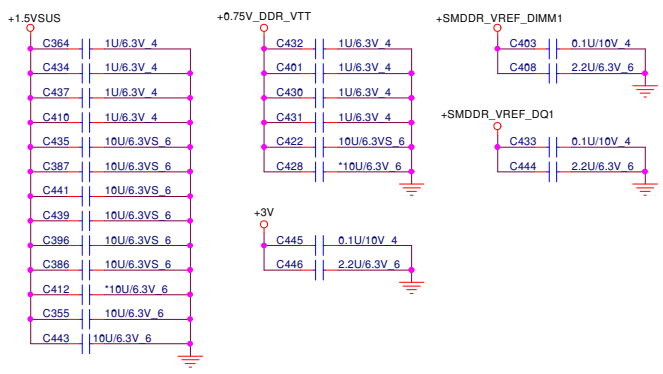 +1.5VSUS
C364 1U/6.3V_4
C434 1U/6.3V_4
C437 1U/6.3V_4
C410 1U/6.3V_4
C435 10U/6.3VS_6
C387 10U/6.3VS_6
C441 10U/6.3VS_6
C439 10U/6.3VS_6
C396 10U/6.3VS_6
C386 10U/6.3VS_6
C412 *10U/6.3V_6
C355 10U/6.3V_6
C443 10U/6.3V_6
+0.75V_DDR_VTT
C432 1U/6.3V_4
C401 1U/6.3V_4
C430 1U/6.3V_4
C431 1U/6.3V_4
C422 10U/6.3VS_6
C428 *10U/6.3V_6
+3V
C445 0.1U/10V_4
C446 2.2U/6.3V_6
+SMDDR_VREF_DIMM1
C403 0.1U/10V_4
C408 2.2U/6.3V_6
+SMDDR_VREF_DQ1
C433 0.1U/10V_4
C444 2.2U/6.3V_6